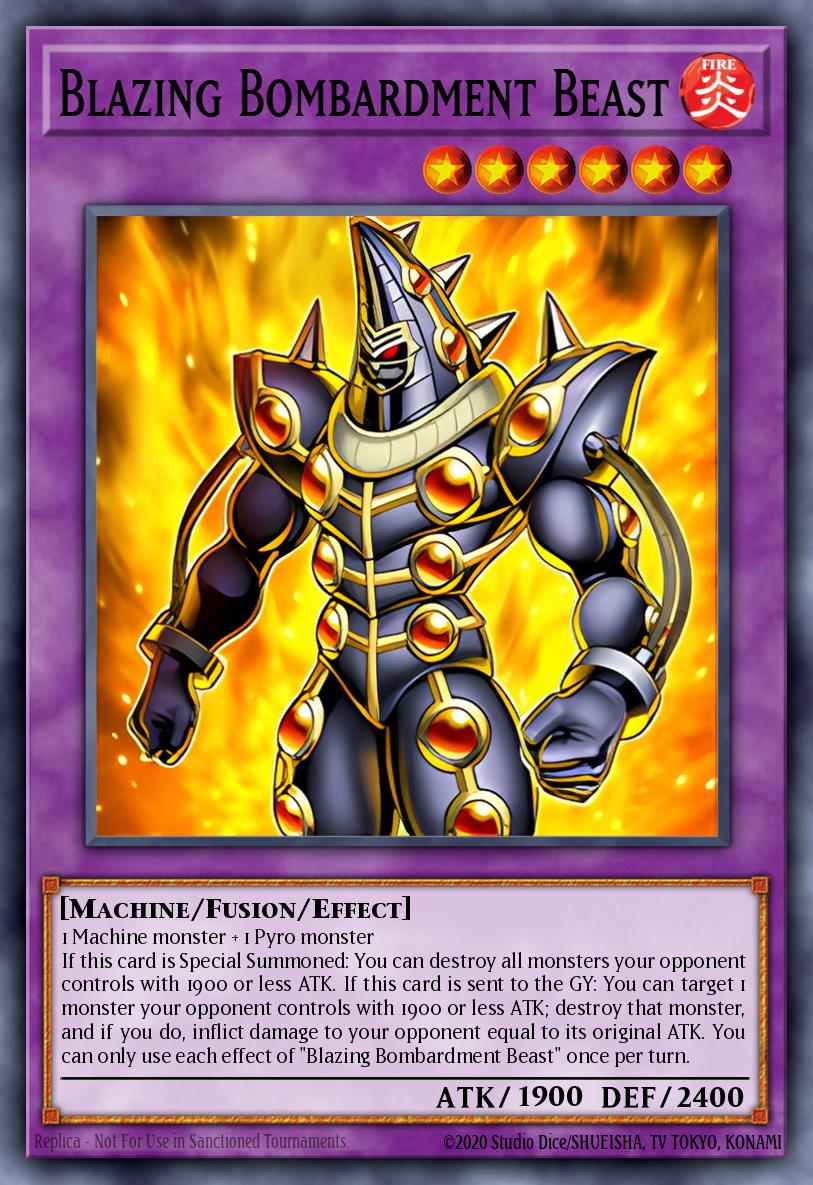 Blazing Bombardment Beast
FIRE
炎
[Machine/Fusion/Effect]
1 Machine monster + 1 Pyro monster
If this card is Special Summoned: You can destroy all monsters your opponent
controls with 1900 or less ATK. If this card is sent to the GY: You can target 1
monster your opponent controls with 1900 or less ATK; destroy that monster,
and if you do, inflict damage to your opponent equal to its original ATK. You
can only use each effect of "Blazing Bombardment Beast" once per turn.
ATK/1900 DEF/2400
Replica - Not For Use in Sanctioned Tournaments.
©2020 Studio Dice/SHUEISHA, TV TOKYO, KONAMI